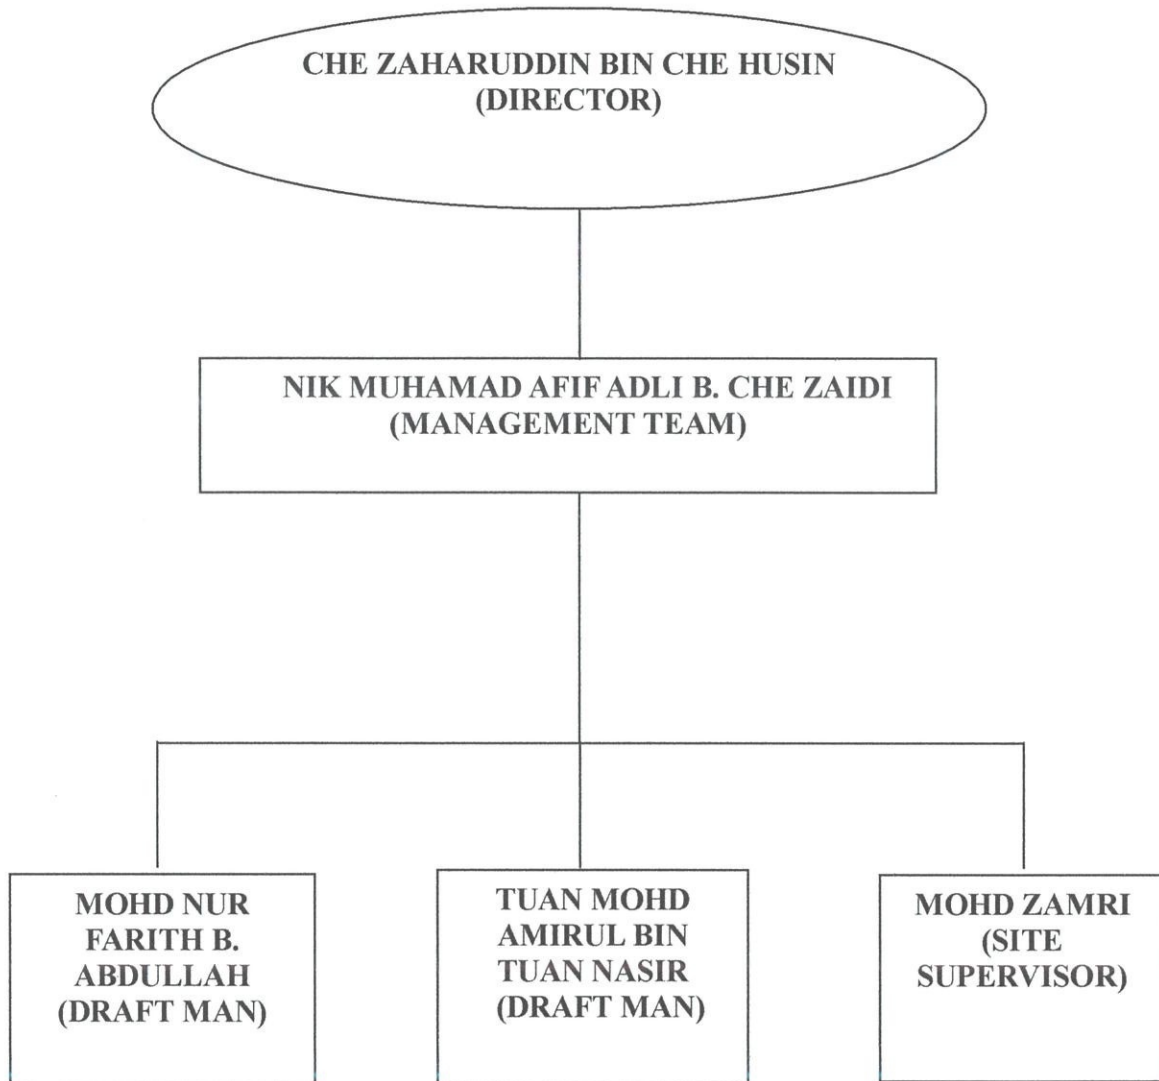 CHE ZAHARUDDIN BIN CHE HUSIN
(DIRECTOR)
NIK MUHAMAD AFIF ADLI B. CHE ZAIDI
(MANAGEMENT TEAM)
MOHD NUR
FARITH B.
ABDULLAH
(DRAFT MAN)
TUAN MOHD
AMIRUL BIN
TUAN NASIR
(DRAFT MAN)
MOHD ZAMRI
(SITE
SUPERVISOR)